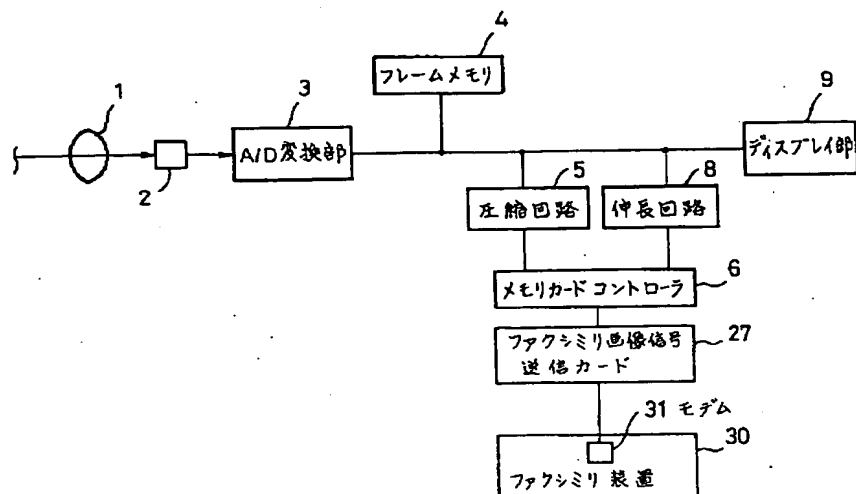 4
フレームメモリ
1
3
9
A/D変換部
ディスプレイ部
2
5
8
圧縮回路
伸長回路
6
メモリカードコントローラ
27
ファクシミリ画像信号
送信カード
31 モデム
30
ファクシミリ装置